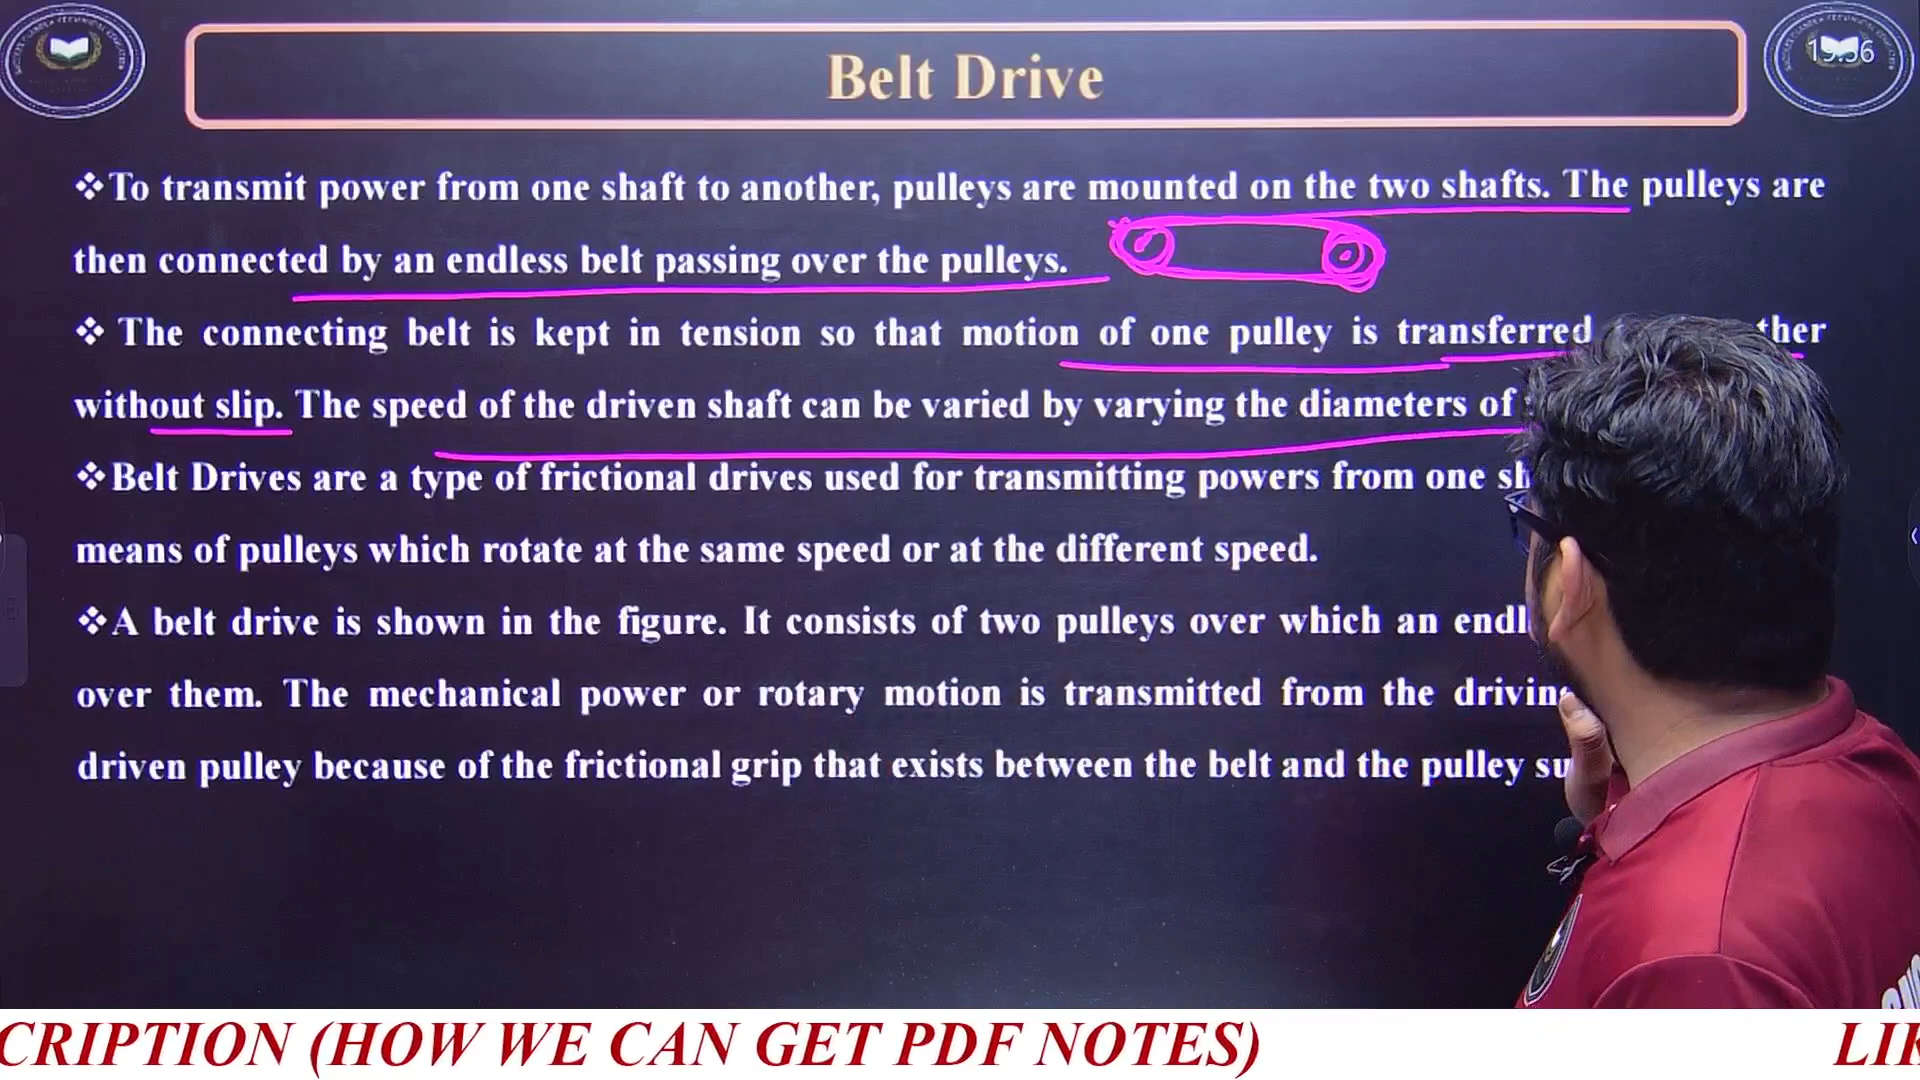 Belt Drive
❖To transmit power from one shaft to another, pulleys are mounted on the two shafts. The pulleys are
then connected by an endless belt passing over the pulleys.
❖ The connecting belt is kept in tension so that motion of one pulley is transferred
without slip. The speed of the driven shaft can be varied by varying the diameters of
❖Belt Drives are a type of frictional drives used for transmitting powers from one
means of pulleys which rotate at the same speed or at the different speed.
❖A belt drive is shown in the figure. It consists of two pulleys over which an
over them. The mechanical power or rotary motion is transmitted from the
driven pulley because of the frictional grip that exists between the belt and the pulley
CRIPTION (HOW WE CAN GET PDF NOTES)